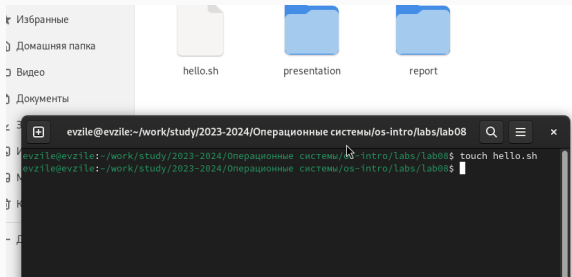 Избранные
Домашняя папка
Видео
Документы
hello.sh
presentation
report
evzile@evzile:~/work/study/2023-2024/Операционные системы/os-intro/labs/lab08
evzile@evzile:~/work/study/2023-2024/Операционные системы/os-intro/labs/lab08$ touch hello.sh
evzile@evzile:~/work/study/2023-2024/Операционные системы/os-intro/labs/lab08$